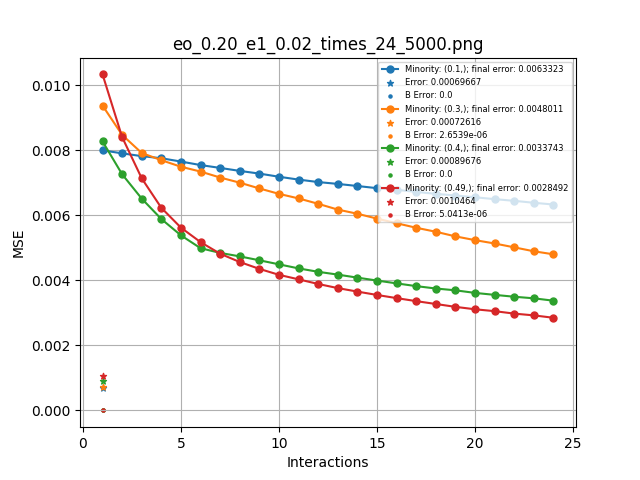 eo_0.20_e1_0.02_times_24_5000.png
Minority: (0.1,); final error: 0.0063323
Error: 0.00069667
B Error: 0.0
Minority: (0.3,); final error: 0.0048011
Error: 0.00072616
B Error: 2.6539e-06
Minority: (0.4,); final error: 0.0033743
Error: 0.00089676
B Error: 0.0
Minority: (0.49,); final error: 0.0028492
Error: 0.0010464
B Error: 5.0413e-06
MSE
0.010
0.008
0.006
0.004
0.002
0.000
0 5 10 15 20 25
Interactions